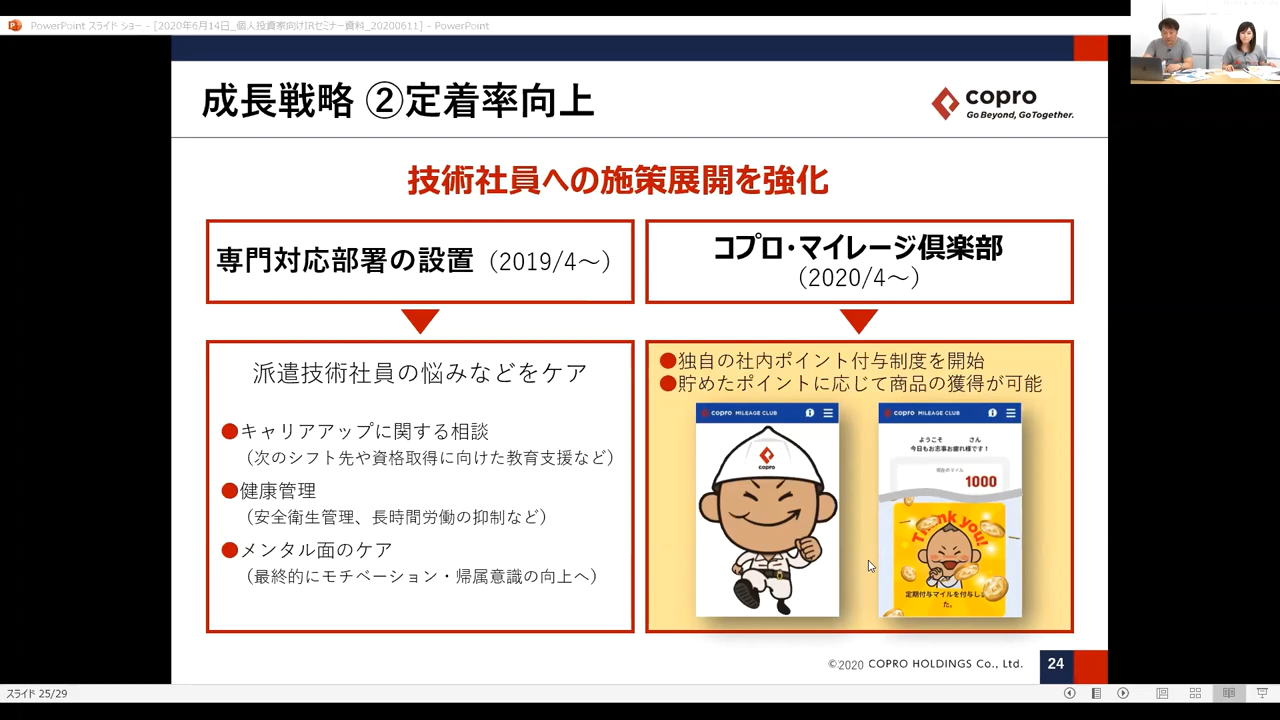 PowerPoint スライド ショー - [2020年6月14日_個人投資家向けIRセミナー資料_20200611] - PowerPoint
成長戦略 ②定着率向上
copro
Go Beyond, GoTogether.
技術社員への施策展開を強化
専門対応部署の設置（2019/4～）
コプロ・マイレージ倶楽部
（2020/4～）
派遣技術社員の悩みなどをケア
●キャリアアップに関する相談
（次のシフト先や資格取得に向けた教育支援など）
●健康管理
（安全衛生管理、長時間労働の抑制など）
●メンタル面のケア
（最終的にモチベーション・帰属意識の向上へ）
●独自の社内ポイント付与制度を開始
●貯めたポイントに応じて商品の獲得が可能
copro MILEAGE CLUB
copro
copro MILEAGE CLUB
ようこそ さん
今日もお志事お疲れ様です！
現在のマイル
1000
Thank you!
定期付与マイルを付与しまし
た。
©2020 COPRO HOLDINGS Co., Ltd.
24
スライド 25/29